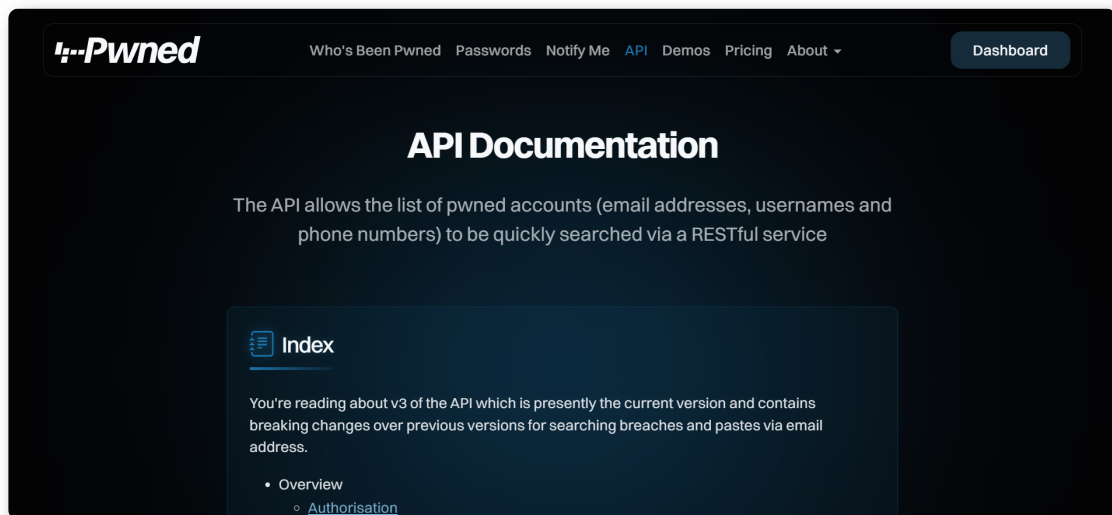 ';--Pwned
Who's Been Pwned Passwords Notify Me API Demos Pricing About
Dashboard
API Documentation
The API allows the list of pwned accounts (email addresses, usernames and
phone numbers) to be quickly searched via a RESTful service
Index
You're reading about v3 of the API which is presently the current version and contains
breaking changes over previous versions for searching breaches and pastes via email
address.
• Overview
◦ Authorisation